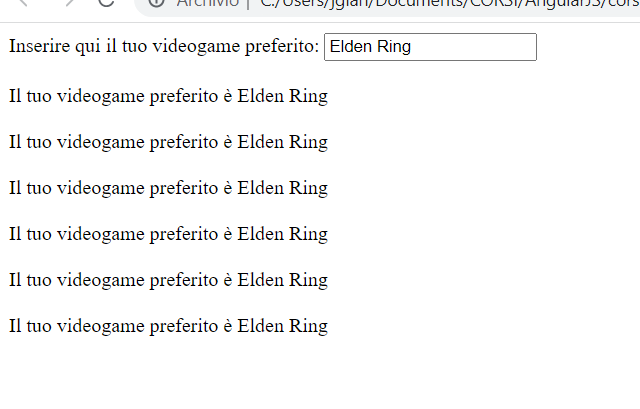 Archivio | C:/Users/jgian/Documents/CORSI/AngularJS/cors
Inserire qui il tuo videogame preferito: Elden Ring
Il tuo videogame preferito è Elden Ring
Il tuo videogame preferito è Elden Ring
Il tuo videogame preferito è Elden Ring
Il tuo videogame preferito è Elden Ring
Il tuo videogame preferito è Elden Ring
Il tuo videogame preferito è Elden Ring